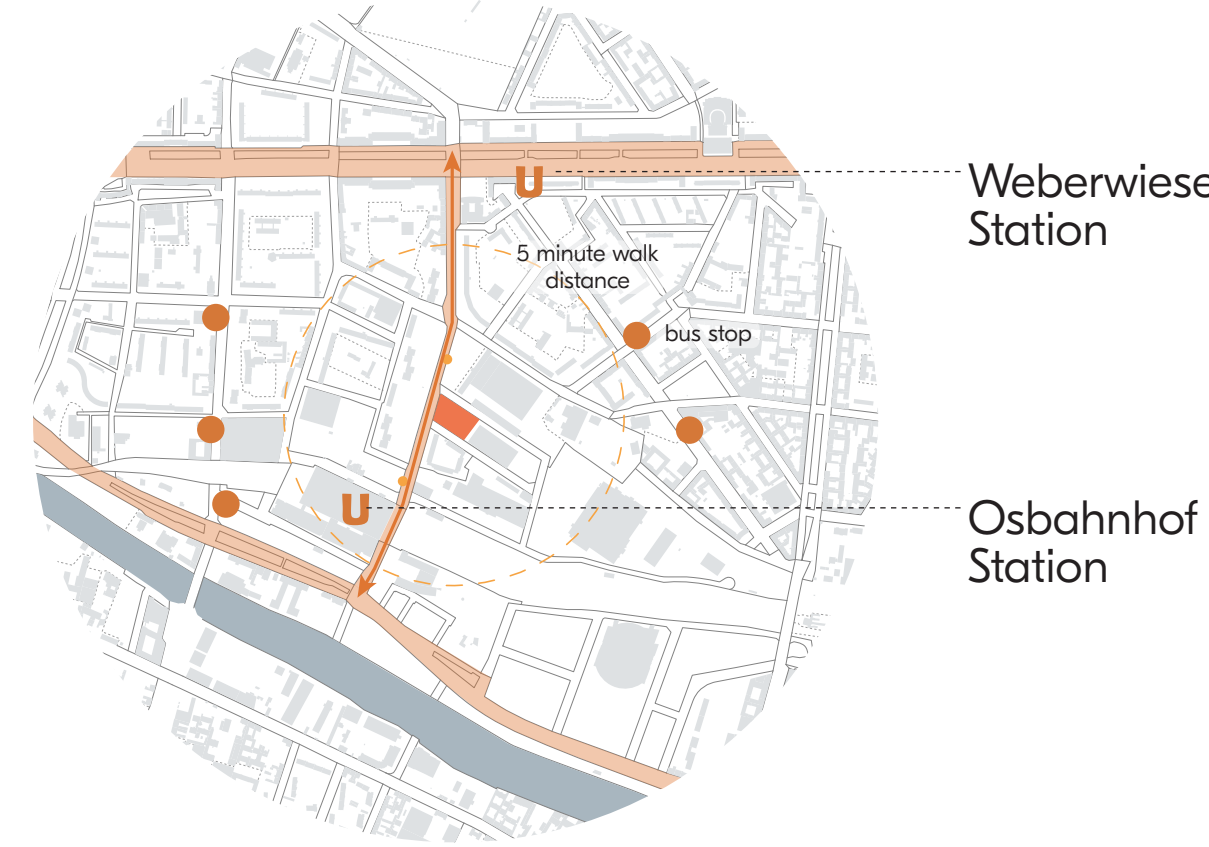 U
Weberwiese
Station
5 minute walk
distance
bus stop
U
Osbahnhof
Station